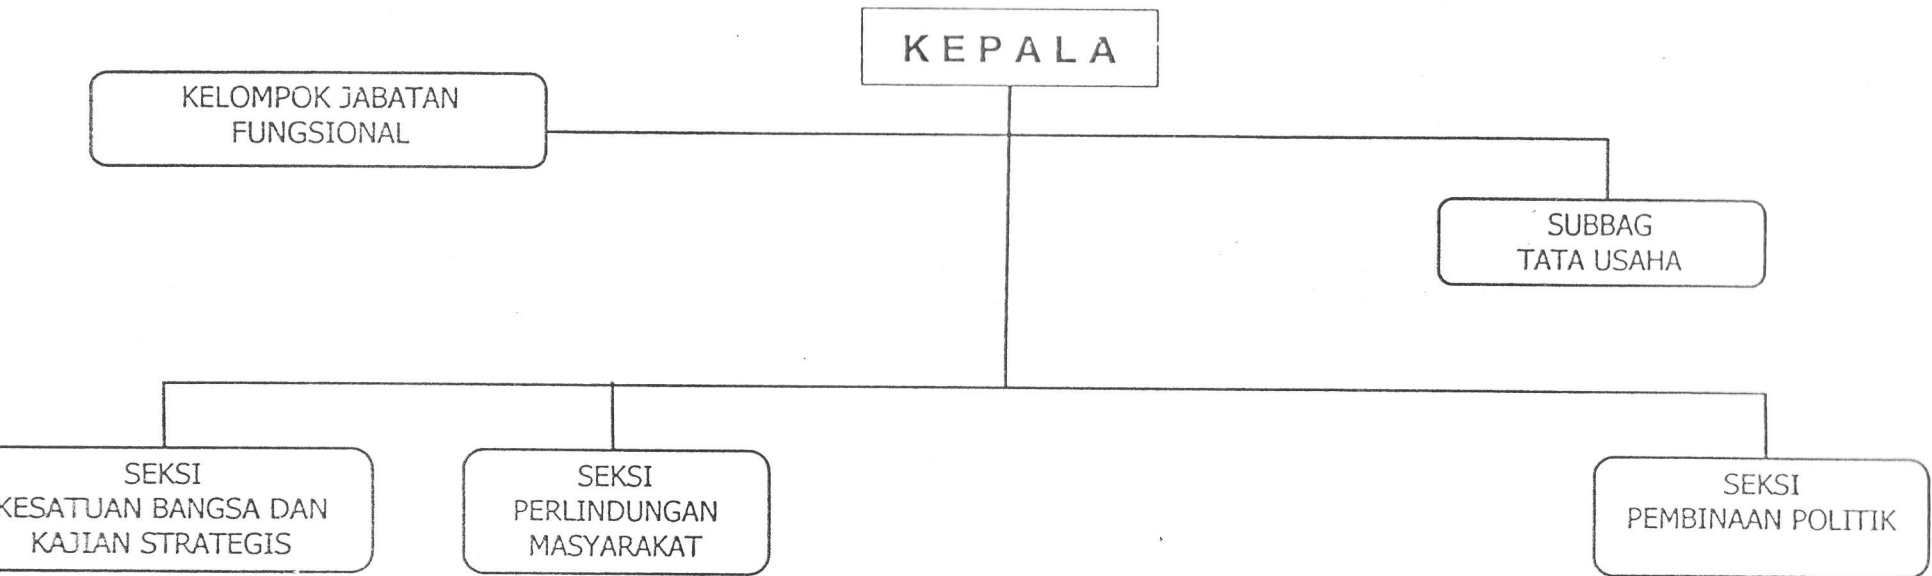 KEPALA
KELOMPOK JABATAN
FUNGSIONAL
SUBBAG
TATA USAHA
SEKSI
KESATUAN BANGSA DAN
KAJIAN STRATEGIS
SEKSI
PERLINDUNGAN
MASYARAKAT
SEKSI
PEMBINAAN POLITIK